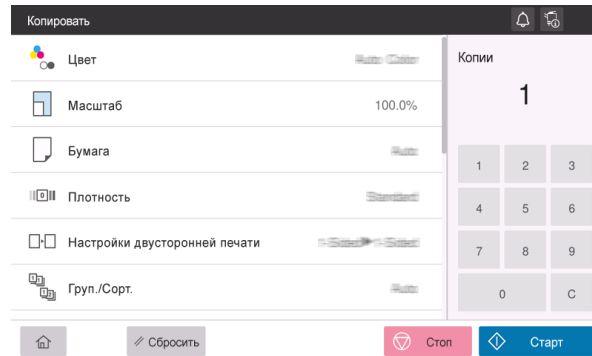 Копировать
Цвет
Масштаб 100.0%
Бумага
Плотность
Настройки двусторонней печати
Груп./Сорт.
Копии
1
1 2 3
4 5 6
7 8 9
0 C
Сбросить
Стоп
Старт